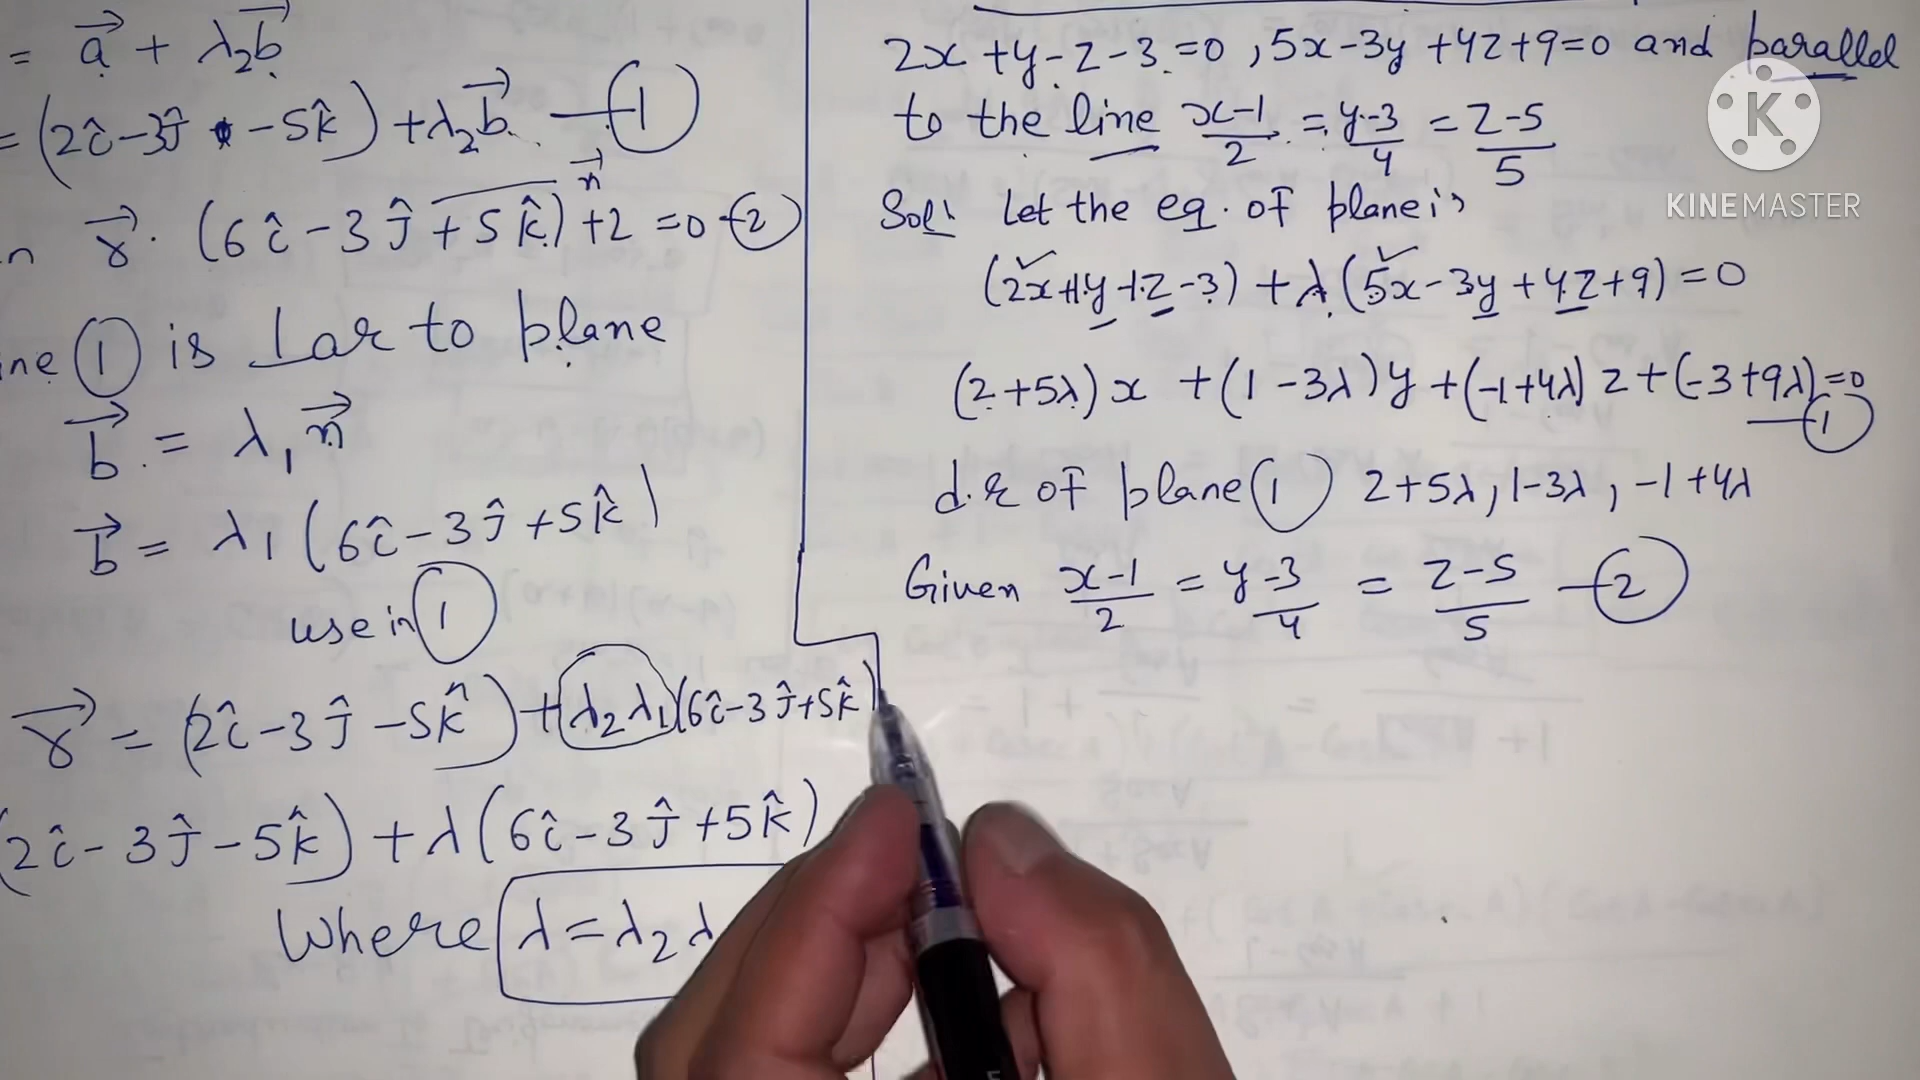 = a⃗ + λ₂b⃗
= (2î - 3ĵ - 5k̂) + λ₂b⃗ — ①
n⃗
n r⃗ . (6î - 3ĵ + 5k̂) + 2 = 0 - ②
ine ① is ⊥ar to plane
b⃗ = λ₁n⃗
b⃗ = λ₁(6î - 3ĵ + 5k̂)
use in ①
r⃗ = (2î - 3ĵ - 5k̂) + λ₂λ₁(6î - 3ĵ + 5k̂)
(2î - 3ĵ - 5k̂) + λ(6î - 3ĵ + 5k̂)
Where λ = λ₂λ
2x + y - z - 3 = 0 , 5x - 3y + 4z + 9 = 0 and parallel
to the line x-1/2 = y-3/4 = z-5/5
Sol: Let the eq. of plane is
(2x + 1y + z - 3) + λ(5x - 3y + 4z + 9) = 0
(2 + 5λ)x + (1 - 3λ)y + (-1 + 4λ)z + (-3 + 9λ) = 0
— ①
d.r of plane ① 2 + 5λ, 1 - 3λ, -1 + 4λ
Given x-1/2 = y-3/4 = z-5/5 — ②
K
KINEMASTER